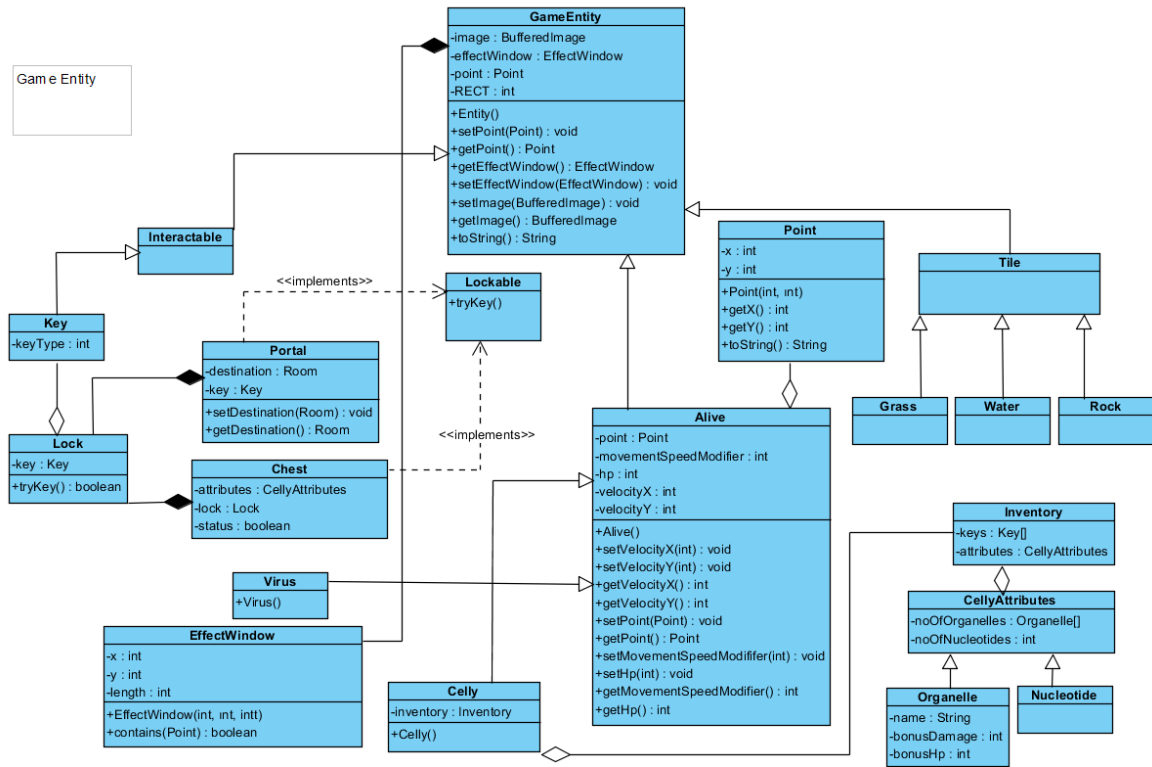 Game Entity
GameEntity
-image : BufferedImage
-effectWindow : EffectWindow
-point : Point
-RECT : int
+Entity()
+setPoint(Point) : void
+getPoint() : Point
+getEffectWindow() : EffectWindow
+setEffectWindow(EffectWindow) : void
+setImage(BufferedImage) : void
+getImage() : BufferedImage
+toString() : String
Interactable
Key
-keyType : int
Lock
-key : Key
+tryKey() : boolean
<<implements>>
Portal
-destination : Room
-key : Key
+setDestination(Room) : void
+getDestination() : Room
Lockable
+tryKey()
<<implements>>
Chest
-attributes : CellyAttributes
-lock : Lock
-status : boolean
Point
-x : int
-y : int
+Point(int, ınt)
+getX() : int
+getY() : int
+toString() : String
Tile
Grass
Water
Rock
Alive
-point : Point
-movementSpeedModifier : int
-hp : int
-velocityX : int
-velocityY : int
+Alive()
+setVelocityX(int) : void
+setVelocityY(int) : void
+getVelocityX() : int
+getVelocityY() : int
+setPoint(Point) : void
+getPoint() : Point
+setMovementSpeedModififer(int) : void
+setHp(int) : void
+getMovementSpeedModifier() : int
+getHp() : int
Virus
+Virus()
EffectWindow
-x : int
-y : int
-length : int
+EffectWindow(int, ınt, intt)
+contains(Point) : boolean
Celly
-inventory : Inventory
+Celly()
Inventory
-keys : Key[]
-attributes : CellyAttributes
CellyAttributes
-noOfOrganelles : Organelle[]
-noOfNucleotides : int
Organelle
-name : String
-bonusDamage : int
-bonusHp : int
Nucleotide